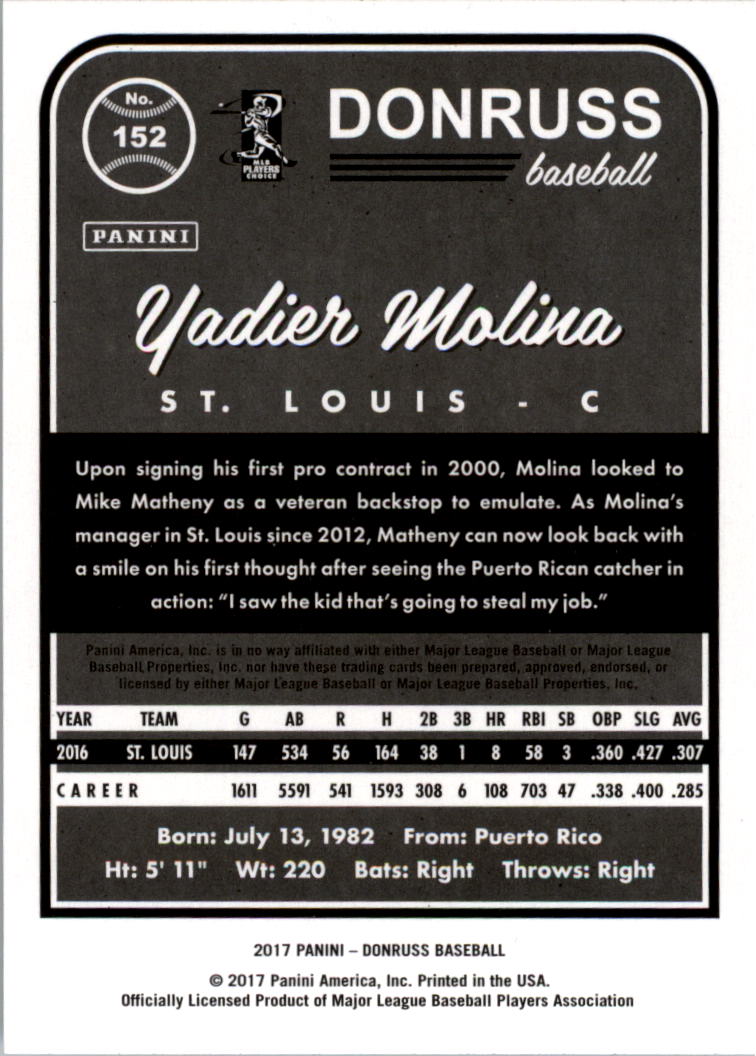 No.
152
MLB
PLAYERS
CHOICE
DONRUSS
baseball
PANINI
Yadier Molina
ST. LOUIS - C
Upon signing his first pro contract in 2000, Molina looked to
Mike Matheny as a veteran backstop to emulate. As Molina's
manager in St. Louis since 2012, Matheny can now look back with
a smile on his first thought after seeing the Puerto Rican catcher in
action: "I saw the kid that's going to steal my job."
Panini America, Inc. is in no way affiliated with either Major League Baseball or Major League
Baseball Properties, Inc. nor have these trading cards been prepared, approved, endorsed, or
licensed by either Major League Baseball or Major League Baseball Properties, Inc.
YEAR TEAM G AB R H 2B 3B HR RBI SB OBP SLG AVG
2016 ST. LOUIS 147 534 56 164 38 1 8 58 3 .360 .427 .307
CAREER 1611 5591 541 1593 308 6 108 703 47 .338 .400 .285
Born: July 13, 1982 From: Puerto Rico
Ht: 5' 11" Wt: 220 Bats: Right Throws: Right
2017 PANINI – DONRUSS BASEBALL
© 2017 Panini America, Inc. Printed in the USA.
Officially Licensed Product of Major League Baseball Players Association